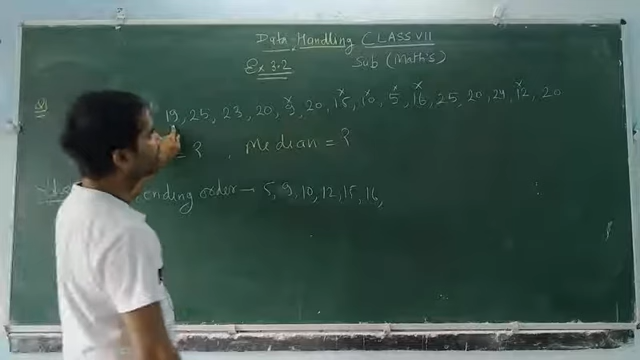 Data Handling CLASS VII
Ex 3.2 Sub (Math's)
19, 25, 23, 20, 9, 20, 15, 10, 5, 16, 25, 20, 24, 12, 20
= ? , Median = ?
ending order → 5, 9, 10, 12, 15, 16,